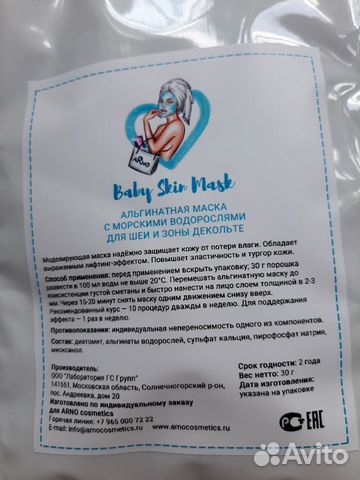 ARNO
Baby Skin Mask
АЛЬГИНАТНАЯ МАСКА
С МОРСКИМИ ВОДОРОСЛЯМИ
ДЛЯ ШЕИ И ЗОНЫ ДЕКОЛЬТЕ
Моделирующая маска надёжно защищает кожу от потери влаги. Обладает
выраженным лифтинг-эффектом. Повышает эластичность и тургор кожи.
Способ применения: перед применением вскрыть упаковку; 30 г порошка
развести в 100 мл воды не выше 20°С. Перемешать альгинатную маску до
консистенции густой сметаны и быстро нанести на лицо слоем толщиной в 2-3
мм. Через 15-20 минут снять маску одним движением снизу вверх.
Рекомендованный курс – 10 процедур дважды в неделю. Для поддержания
эффекта – 1 раз в неделю.
Противопоказания: индивидуальная непереносимость одного из компонентов.
Состав: диатомит, альгинаты водорослей, сульфат кальция, пирофосфат натрия,
миоксинол.
Производитель:
ООО "Лаборатория ГС Групп"
141551, Московская область, Солнечногорский р-он,
пос. Андреевка, дом 20
Изготовлено по индивидуальному заказу
для ARNO cosmetics
Горячая линия: +7 965 000 72 22
E-mail: info@arnocosmetics.ru www.arnocosmetics.ru
Срок годности: 2 года
Вес нетто: 30 г
Дата изготовления:
указана на упаковке
РСТ ЕАС
Avito